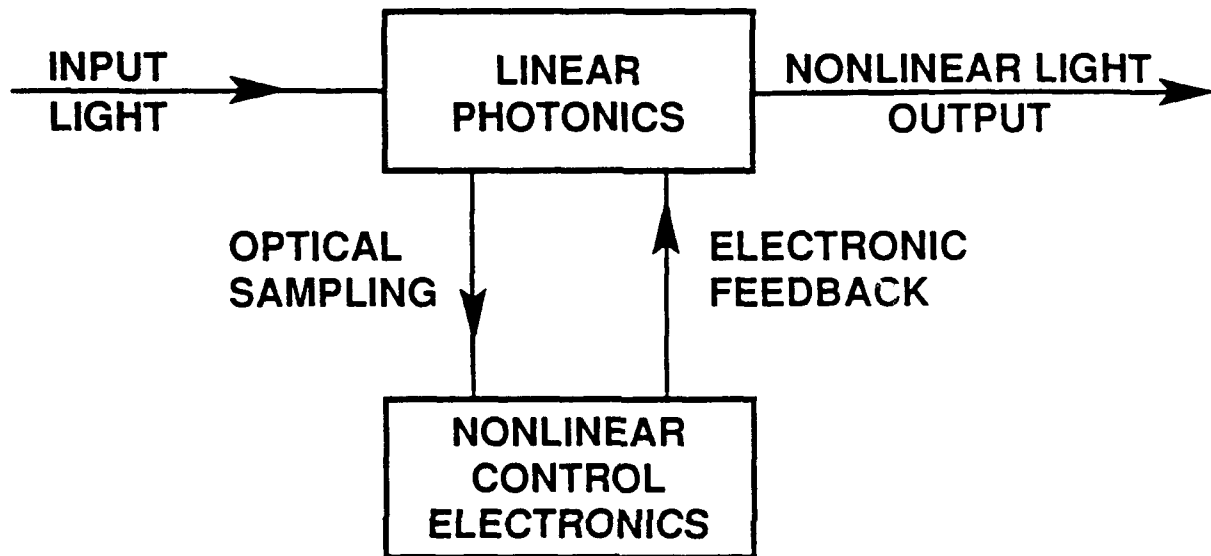 INPUT
LIGHT
LINEAR
PHOTONICS
NONLINEAR LIGHT
OUTPUT
OPTICAL
SAMPLING
ELECTRONIC
FEEDBACK
NONLINEAR
CONTROL
ELECTRONICS